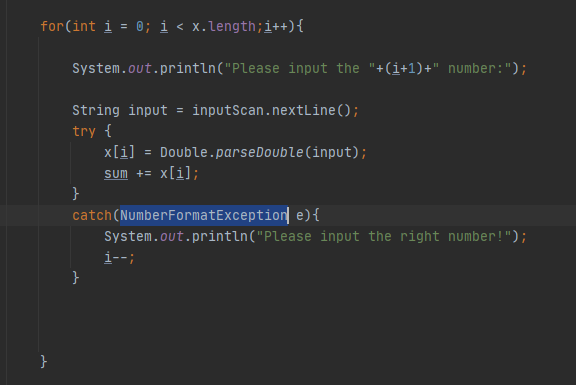 for(int i = 0; i < x.length;i++){
System.out.println("Please input the "+(i+1)+" number:");
String input = inputScan.nextLine();
try {
x[i] = Double.parseDouble(input);
sum += x[i];
}
catch(NumberFormatException e){
System.out.println("Please input the right number!");
i--;
}
}